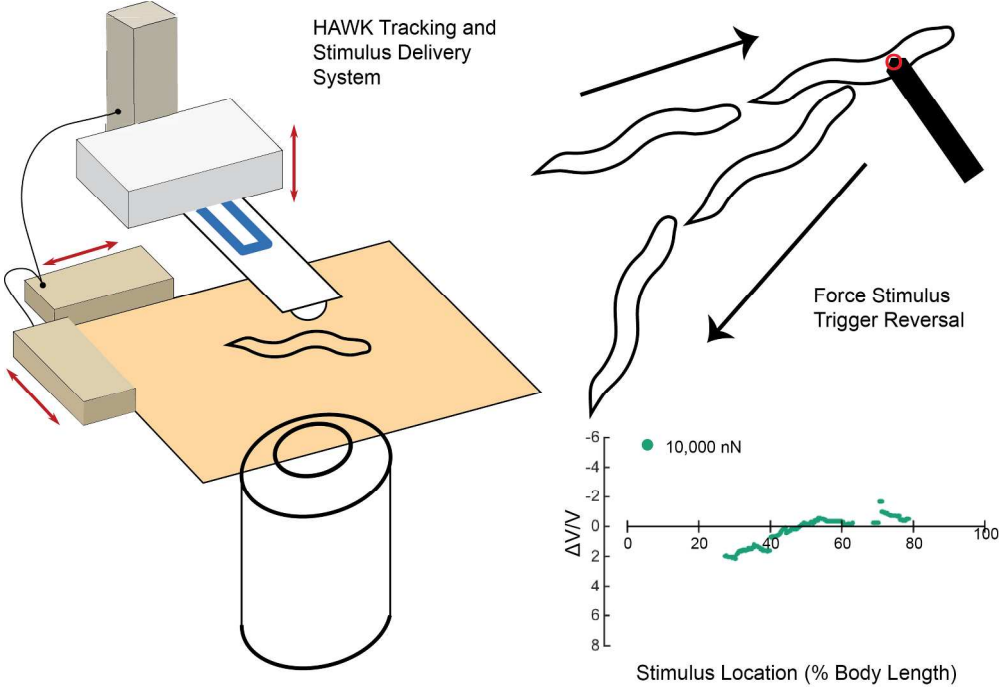 HAWK Tracking and
Stimulus Delivery
System
Force Stimulus
Trigger Reversal
10,000 nN
-6
-4
-2
0
2
4
6
8
ΔV/V
0 20 40 60 80 100
Stimulus Location (% Body Length)